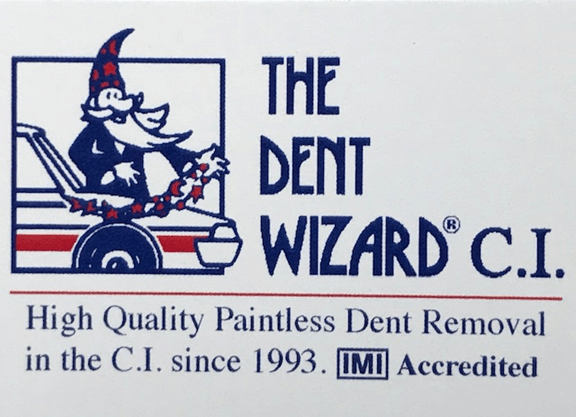 THE
DENT
WIZARD® C.I.
High Quality Paintless Dent Removal
in the C.I. since 1993. IMI Accredited